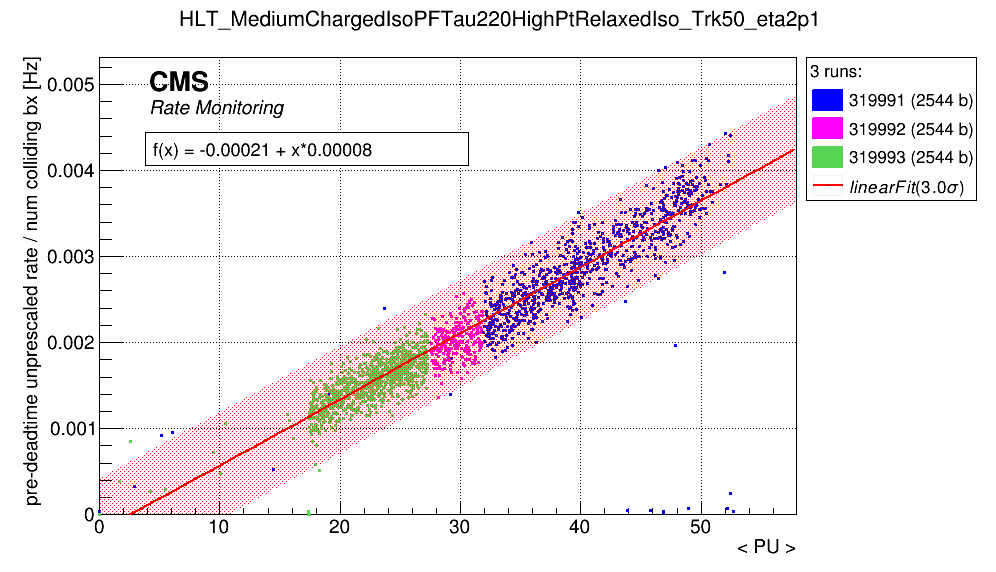 HLT_MediumChargedIsoPFTau220HighPtRelaxedIso_Trk50_eta2p1
pre-deadtime unprescaled rate / num colliding bx [Hz]
CMS
Rate Monitoring
f(x) = -0.00021 + x*0.00008
0.005
0.004
0.003
0.002
0.001
0
0 10 20 30 40 50
< PU >
3 runs:
319991 (2544 b)
319992 (2544 b)
319993 (2544 b)
linearFit(3.0σ)